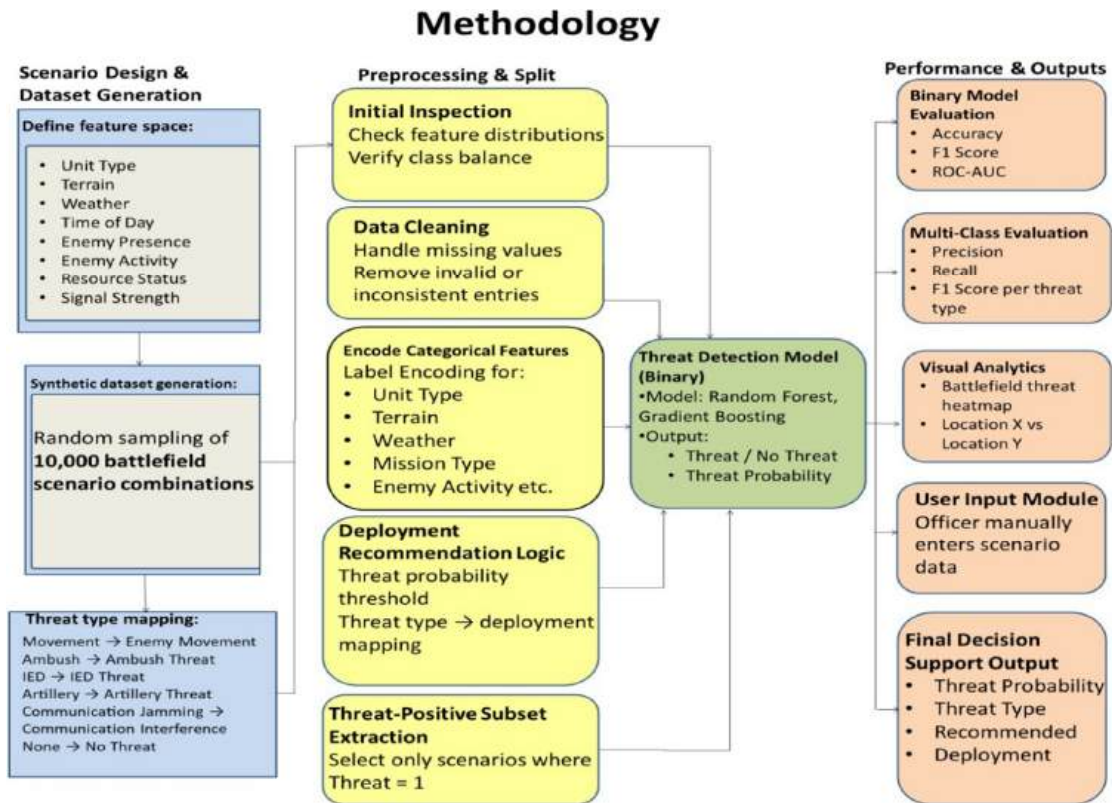 Methodology
Scenario Design &
Dataset Generation
Define feature space:
• Unit Type
• Terrain
• Weather
• Time of Day
• Enemy Presence
• Enemy Activity
• Resource Status
• Signal Strength
Synthetic dataset generation:
Random sampling of
10,000 battlefield
scenario combinations
Threat type mapping:
Movement → Enemy Movement
Ambush → Ambush Threat
IED → IED Threat
Artillery → Artillery Threat
Communication Jamming →
Communication Interference
None → No Threat
Preprocessing & Split
Initial Inspection
Check feature distributions
Verify class balance
Data Cleaning
Handle missing values
Remove invalid or
inconsistent entries
Encode Categorical Features
Label Encoding for:
• Unit Type
• Terrain
• Weather
• Mission Type
• Enemy Activity etc.
Deployment
Recommendation Logic
Threat probability
threshold
Threat type → deployment
mapping
Threat-Positive Subset
Extraction
Select only scenarios where
Threat = 1
Threat Detection Model
(Binary)
•Model: Random Forest,
Gradient Boosting
•Output:
• Threat / No Threat
• Threat Probability
Performance & Outputs
Binary Model
Evaluation
• Accuracy
• F1 Score
• ROC-AUC
Multi-Class Evaluation
• Precision
• Recall
• F1 Score per threat
type
Visual Analytics
• Battlefield threat
heatmap
• Location X vs
Location Y
User Input Module
Officer manually
enters scenario
data
Final Decision
Support Output
• Threat Probability
• Threat Type
• Recommended
• Deployment